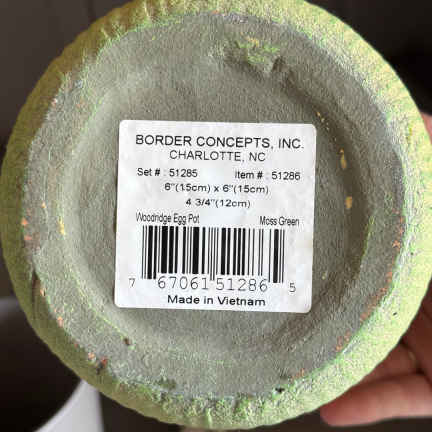 BORDER CONCEPTS, INC.
CHARLOTTE, NC
Set # : 51285 Item # : 51286
6"(15cm) x 6"(15cm)
4 3/4"(12cm)
Woodridge Egg Pot Moss Green
7 67061 51286 5
Made in Vietnam